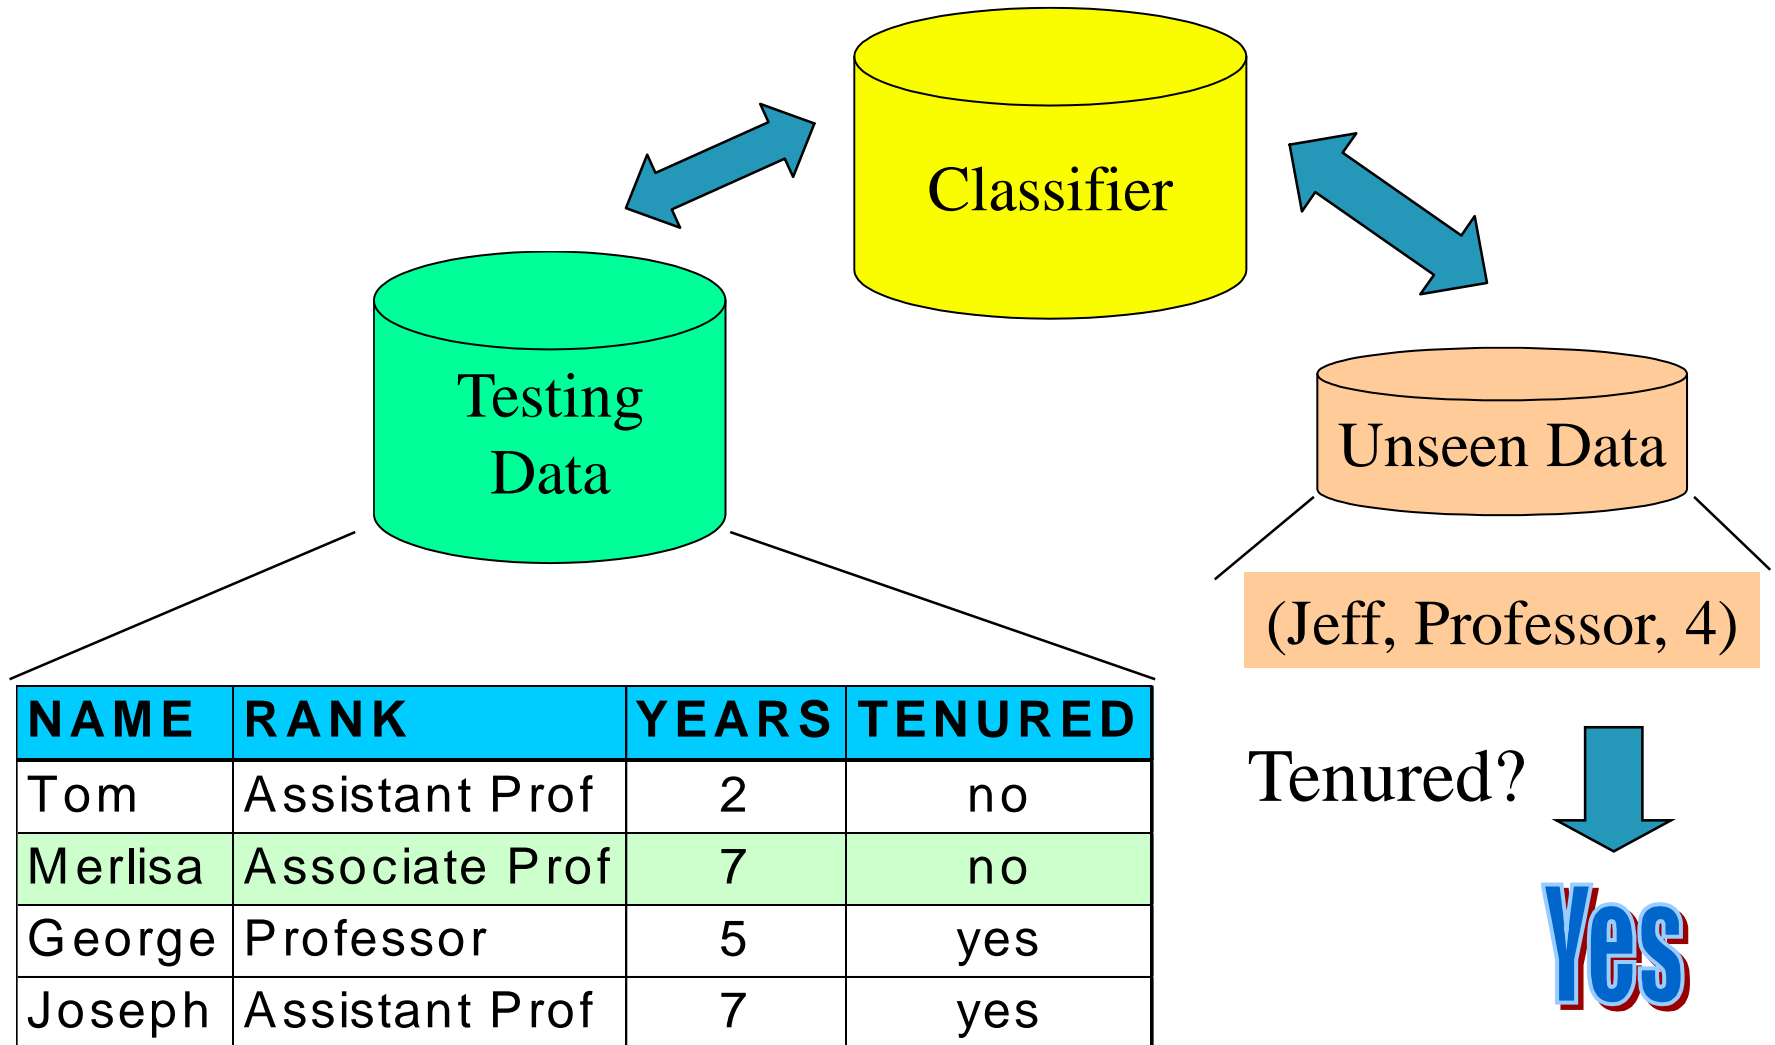 Classifier
Testing
Data
Unseen Data
(Jeff, Professor, 4)
NAME RANK YEARS TENURED
Tom Assistant Prof 2 no
Merlisa Associate Prof 7 no
George Professor 5 yes
Joseph Assistant Prof 7 yes
Tenured?
Yes